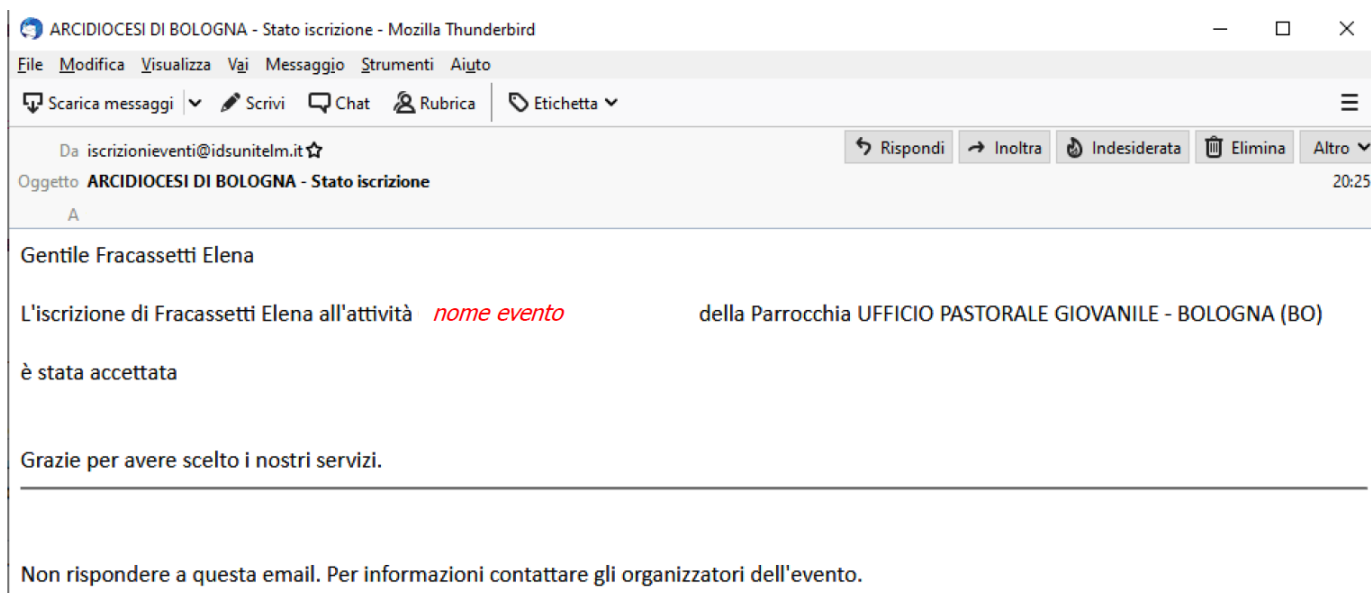 ARCIDIOCESI DI BOLOGNA - Stato iscrizione - Mozilla Thunderbird
File Modifica Visualizza Vai Messaggio Strumenti Aiuto
Scarica messaggi Scrivi Chat Rubrica Etichetta
Da iscrizionieventi@idsunitelm.it Rispondi Inoltra Indesiderata Elimina Altro
Oggetto ARCIDIOCESI DI BOLOGNA - Stato iscrizione 20:25
A
Gentile Fracassetti Elena
L'iscrizione di Fracassetti Elena all'attività nome evento della Parrocchia UFFICIO PASTORALE GIOVANILE - BOLOGNA (BO)
è stata accettata
Grazie per avere scelto i nostri servizi.
Non rispondere a questa email. Per informazioni contattare gli organizzatori dell'evento.